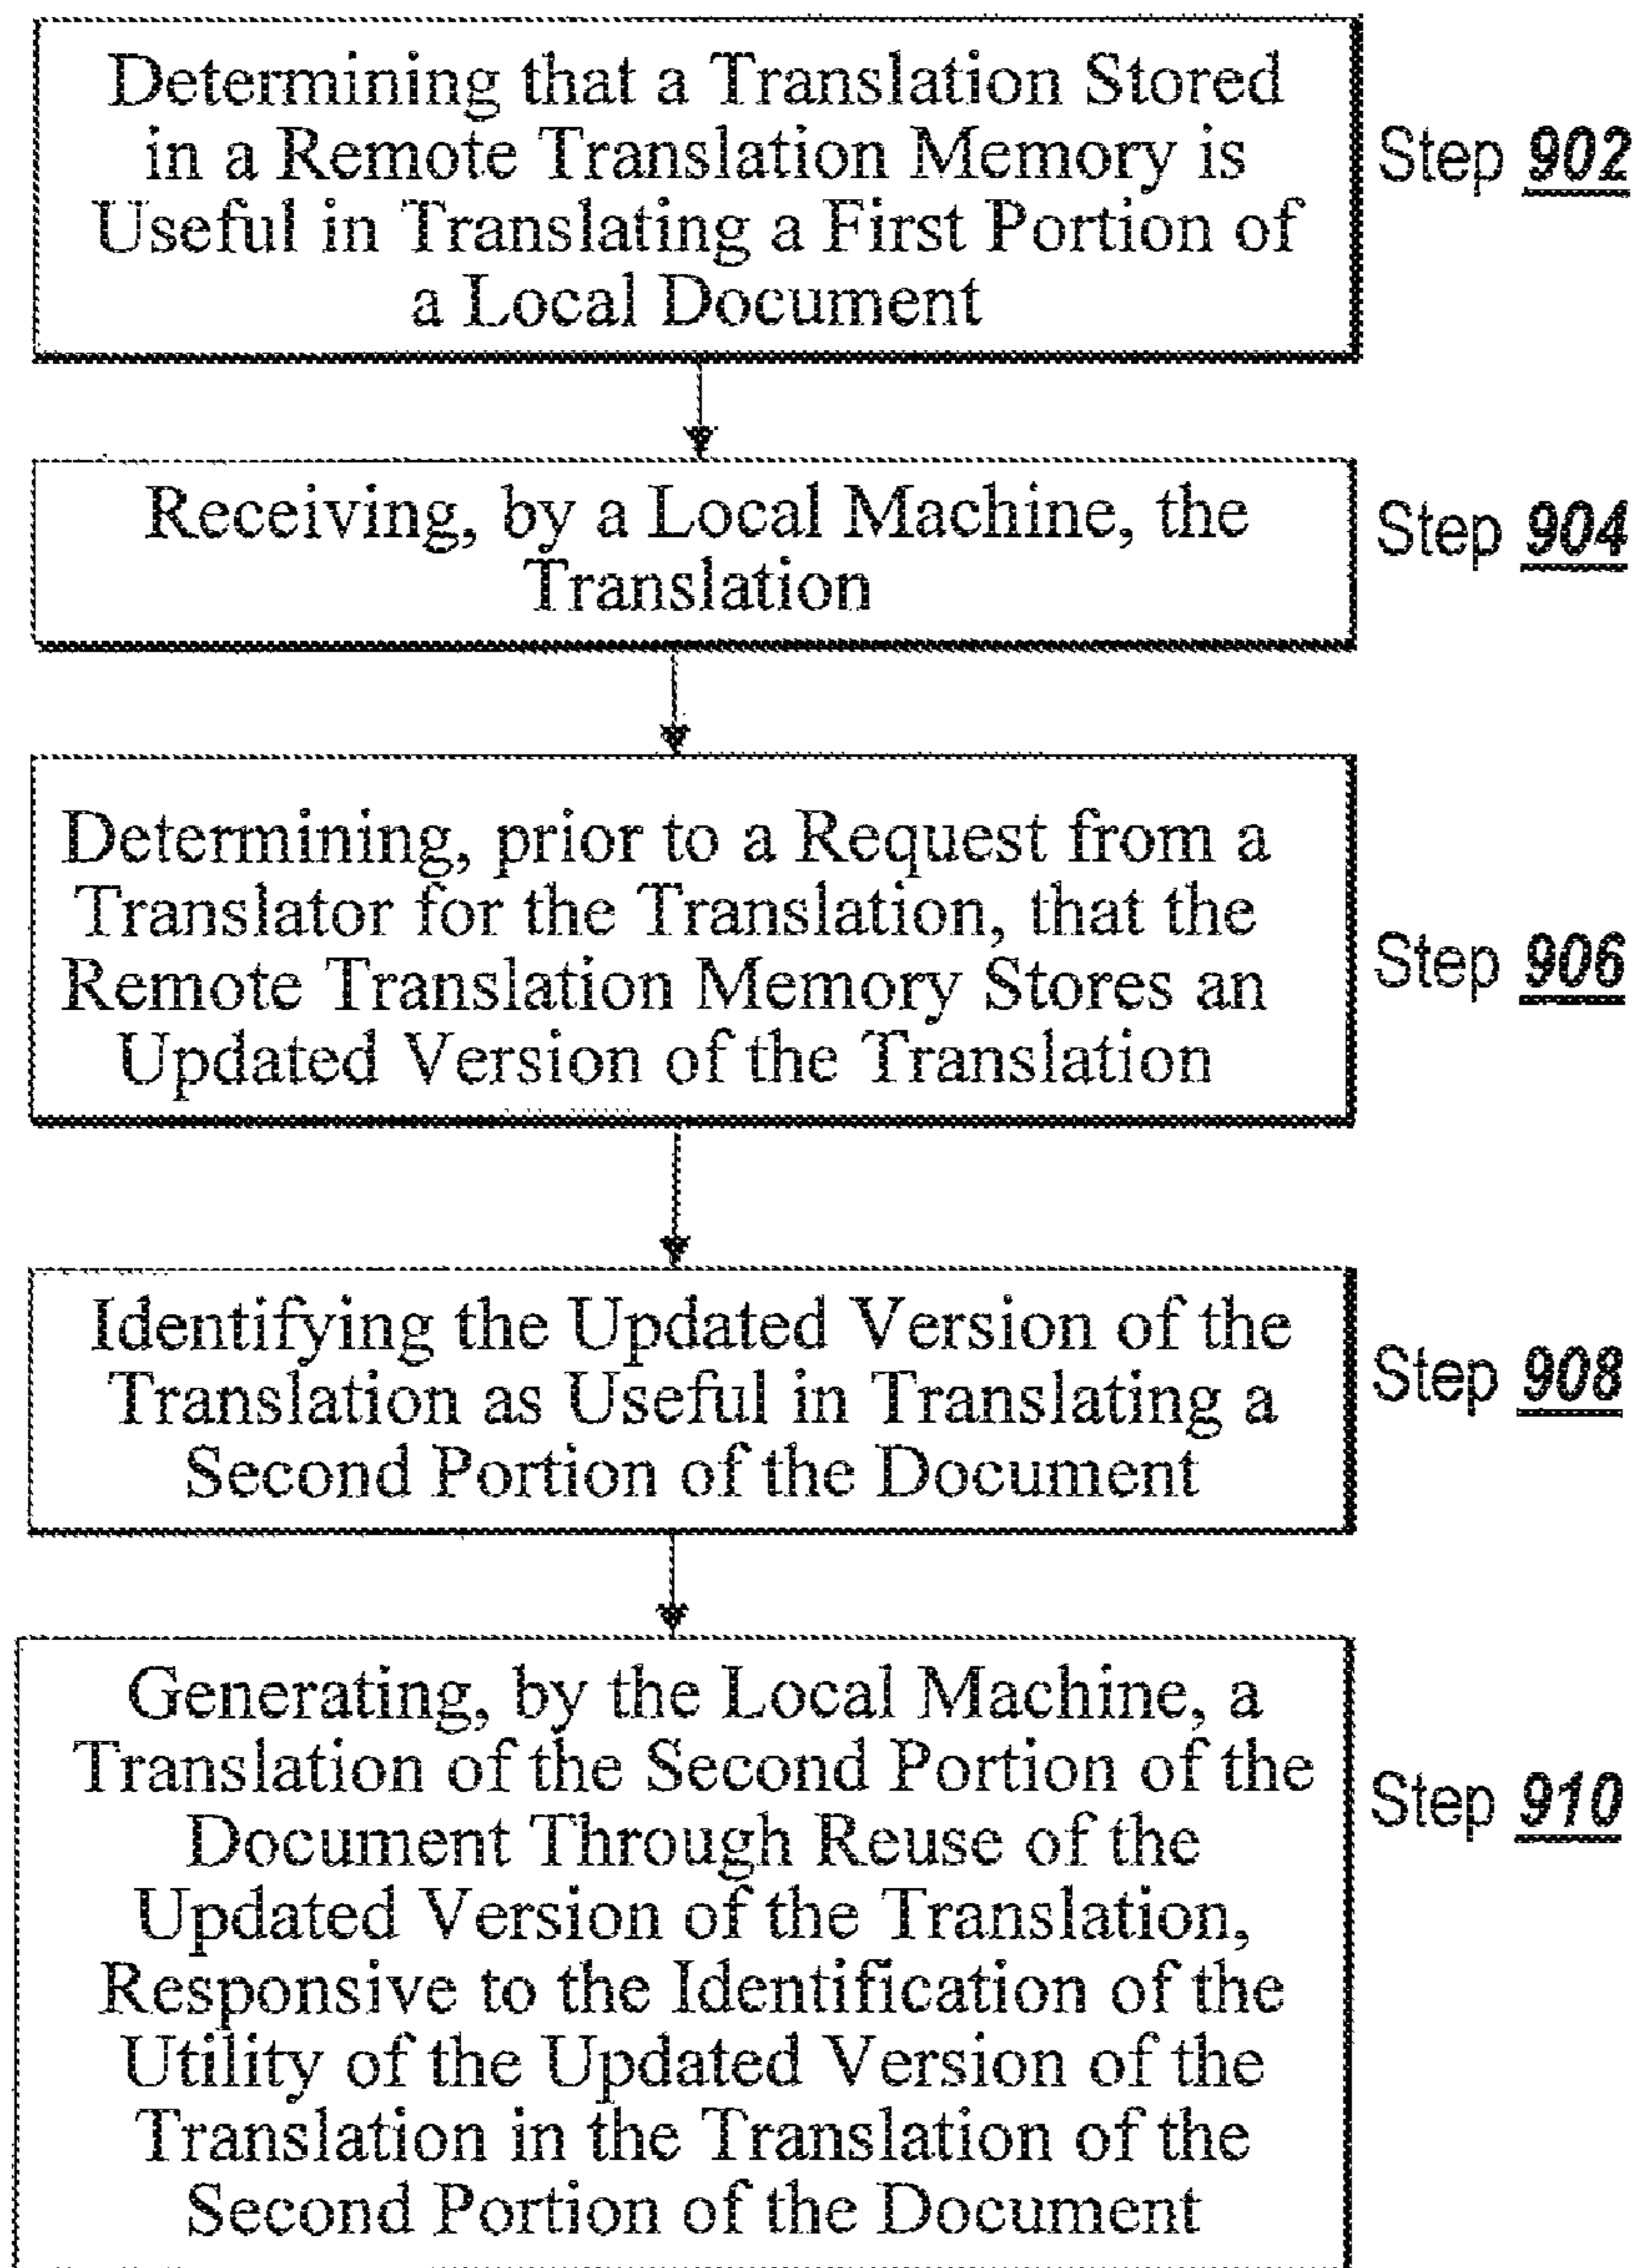 Determining that a Translation Stored
in a Remote Translation Memory is
Useful in Translating a First Portion of
a Local Document
Step 902
Receiving, by a Local Machine, the
Translation
Step 904
Determining, prior to a Request from a
Translator for the Translation, that the
Remote Translation Memory Stores an
Updated Version of the Translation
Step 906
Identifying the Updated Version of the
Translation as Useful in Translating a
Second Portion of the Document
Step 908
Generating, by the Local Machine, a
Translation of the Second Portion of the
Document Through Reuse of the
Updated Version of the Translation,
Responsive to the Identification of the
Utility of the Updated Version of the
Translation in the Translation of the
Second Portion of the Document
Step 910